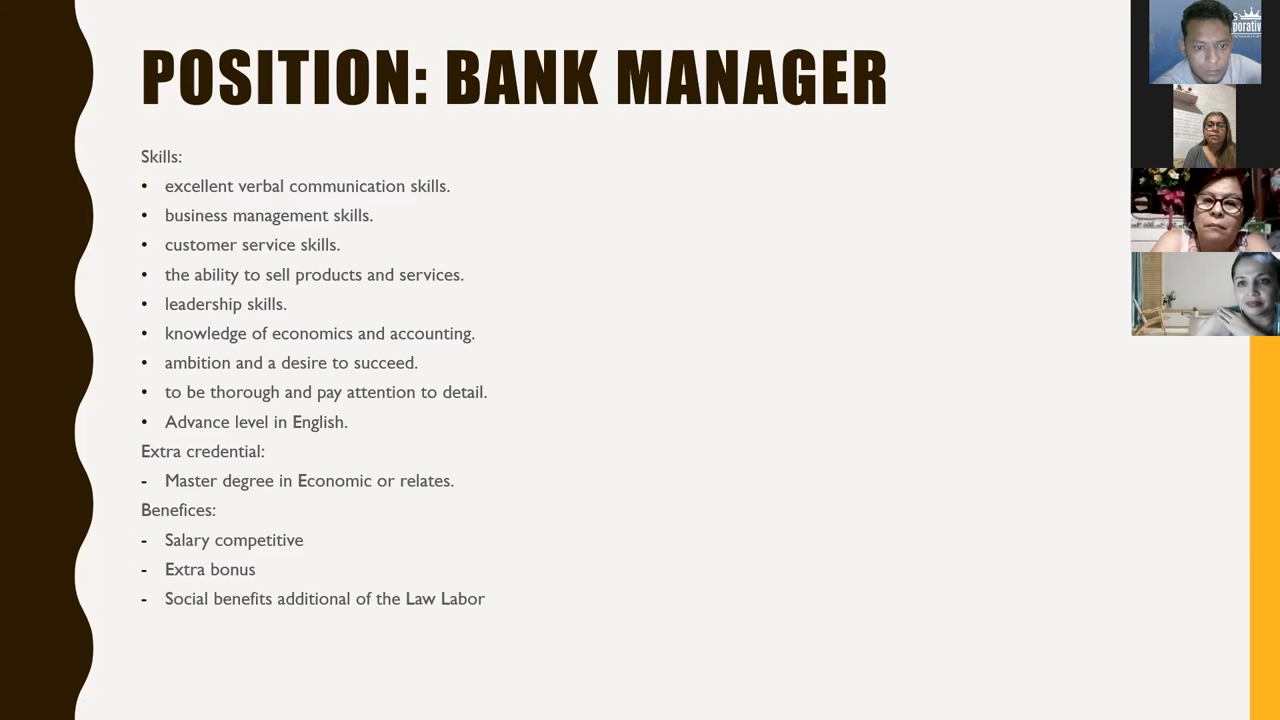 POSITION: BANK MANAGER
Skills:
• excellent verbal communication skills.
• business management skills.
• customer service skills.
• the ability to sell products and services.
• leadership skills.
• knowledge of economics and accounting.
• ambition and a desire to succeed.
• to be thorough and pay attention to detail.
• Advance level in English.
Extra credential:
- Master degree in Economic or relates.
Benefices:
- Salary competitive
- Extra bonus
- Social benefits additional of the Law Labor